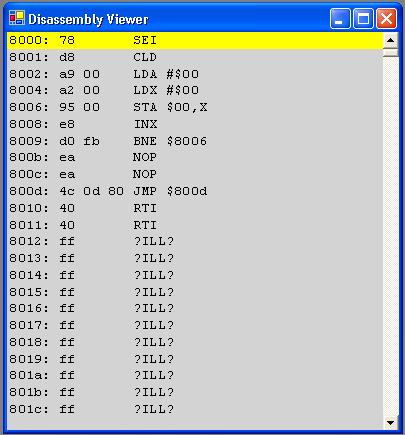 Disassembly Viewer
8000: 78 SEI
8001: d8 CLD
8002: a9 00 LDA #$00
8004: a2 00 LDX #$00
8006: 95 00 STA $00,X
8008: e8 INX
8009: d0 fb BNE $8006
800b: ea NOP
800c: ea NOP
800d: 4c 0d 80 JMP $800d
8010: 40 RTI
8011: 40 RTI
8012: ff ?ILL?
8013: ff ?ILL?
8014: ff ?ILL?
8015: ff ?ILL?
8016: ff ?ILL?
8017: ff ?ILL?
8018: ff ?ILL?
8019: ff ?ILL?
801a: ff ?ILL?
801b: ff ?ILL?
801c: ff ?ILL?